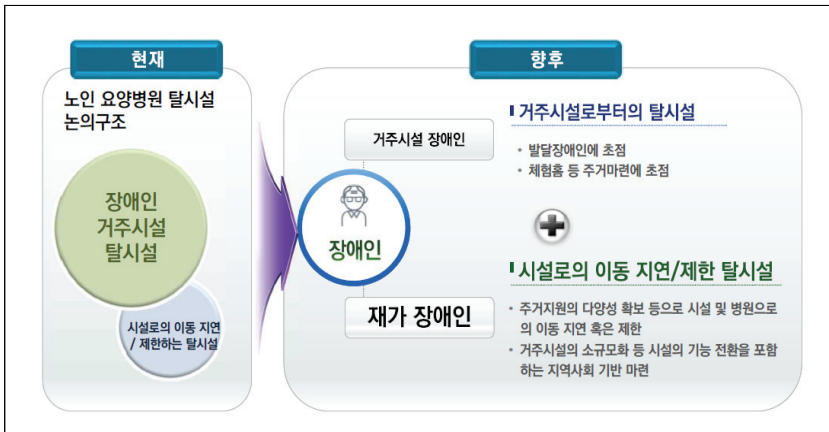 현재
노인 요양병원 탈시설
논의구조
장애인
거주시설
탈시설
시설로의 이동 지연
/ 제한하는 탈시설
향후
거주시설 장애인
장애인
재가 장애인
거주시설로부터의 탈시설
• 발달장애인에 초점
• 체험홈 등 주거마련에 초점
시설로의 이동 지연/제한 탈시설
• 주거지원의 다양성 확보 등으로 시설 및 병원으로
의 이동 지연 혹은 제한
• 거주시설의 소규모화 등 시설의 기능 전환을 포함
하는 지역사회 기반 마련